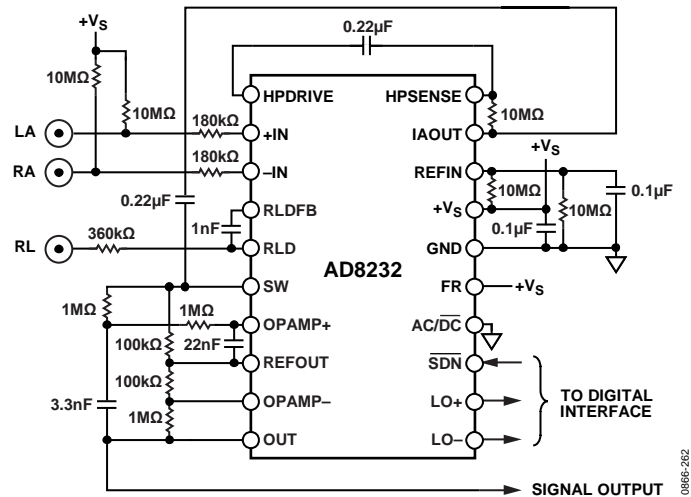 +VS
0.22µF
10MΩ
10MΩ
LA
180kΩ
HPDRIVE
HPSENSE
10MΩ
+IN
IAOUT
+VS
180kΩ
RA
–IN
REFIN
0.22µF
10MΩ
0.1µF
RLDFB
+VS
10MΩ
1nF
0.1µF
360kΩ
RL
RLD
GND
AD8232
SW
FR
+VS
1MΩ
1MΩ
OPAMP+
AC/DC
100kΩ
22nF
REFOUT
SDN
100kΩ
TO DIGITAL
INTERFACE
3.3nF
OPAMP–
LO+
1MΩ
OUT
LO–
SIGNAL OUTPUT
0866-262